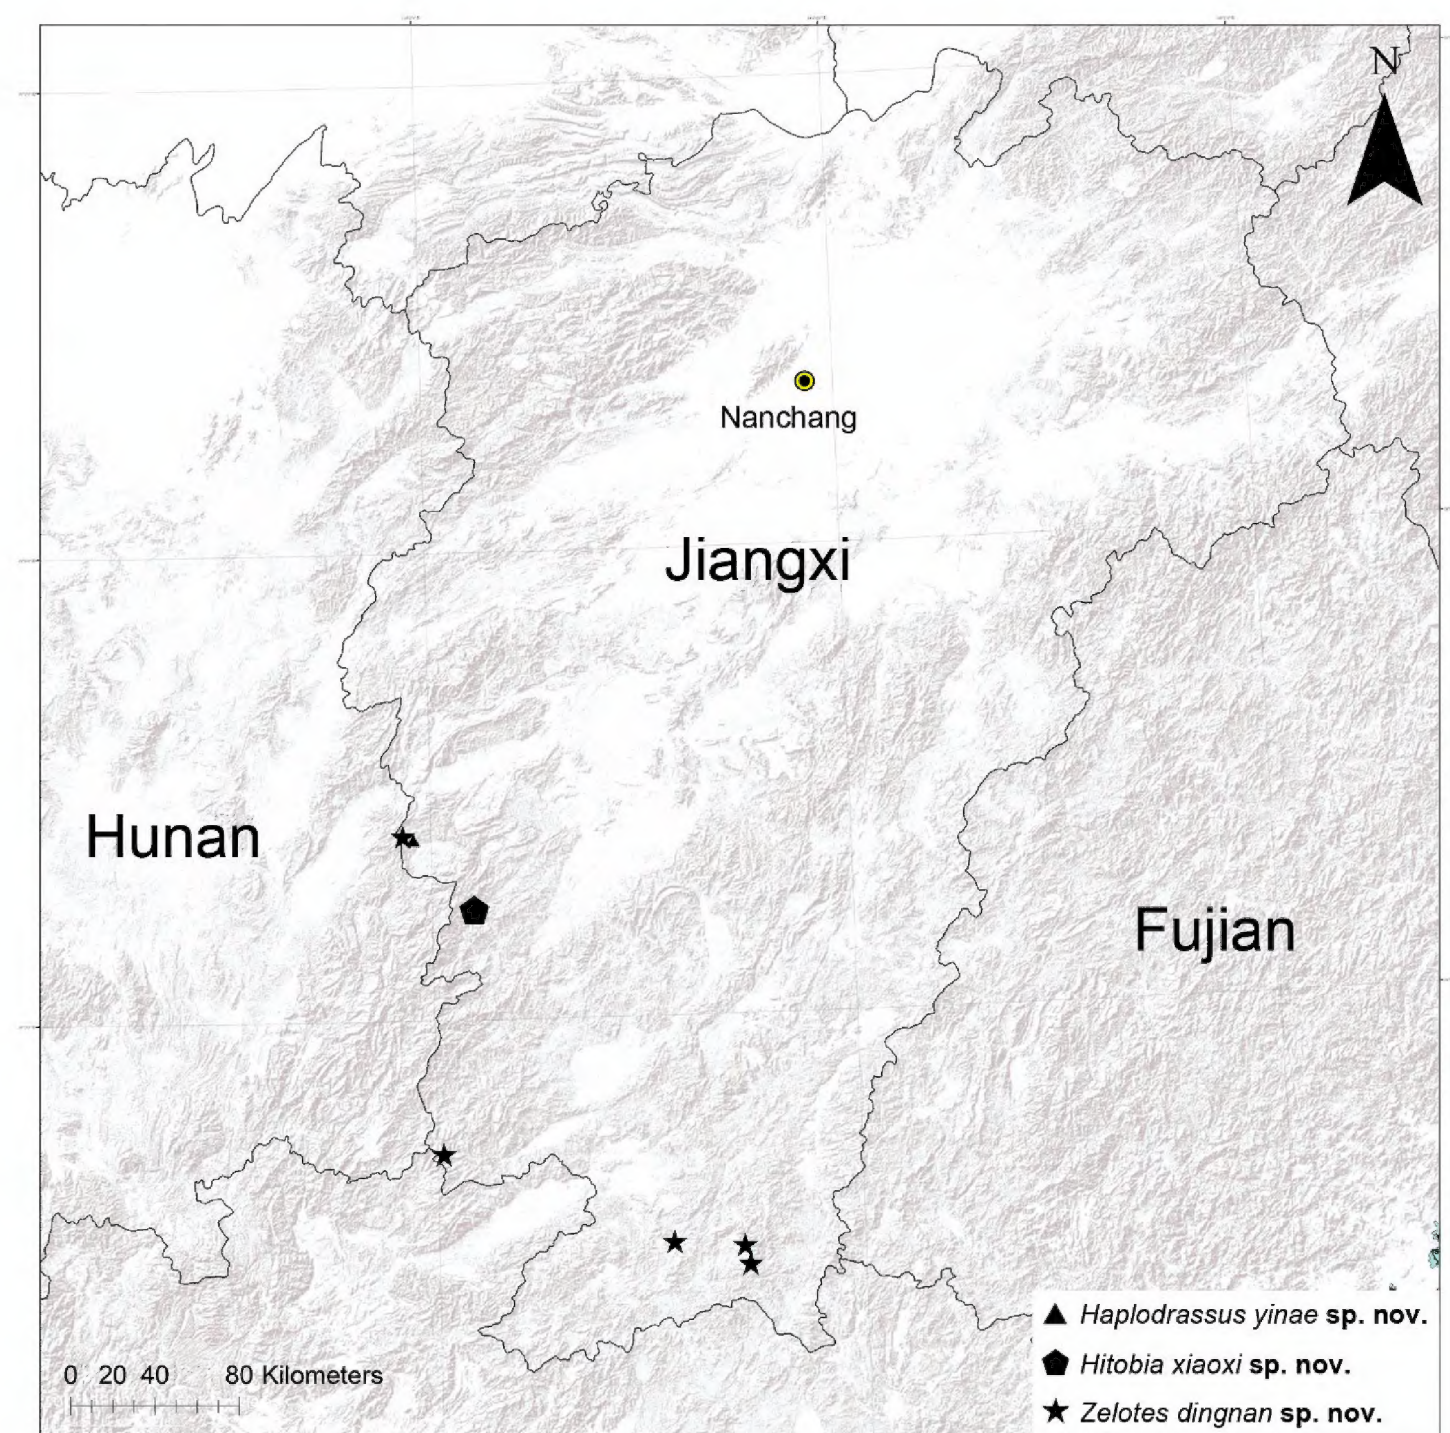 N
Nanchang
Jiangxi
Hunan
Fujian
▲ Haplodrassus yinae sp. nov.
⬟ Hitobia xiaoxi sp. nov.
★ Zelotes dingnan sp. nov.
0 20 40 80 Kilometers